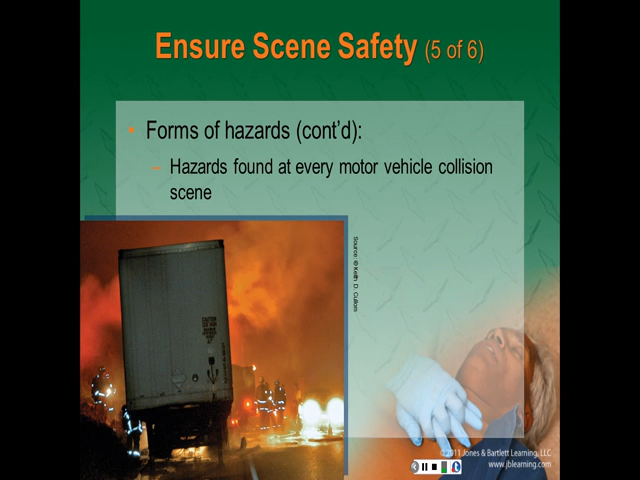 Ensure Scene Safety (5 of 6)
• Forms of hazards (cont’d):
– Hazards found at every motor vehicle collision
scene
Source: © Keith D. Cullom
CAUTION
© 2011 Jones & Bartlett Learning, LLC
www.jblearning.com